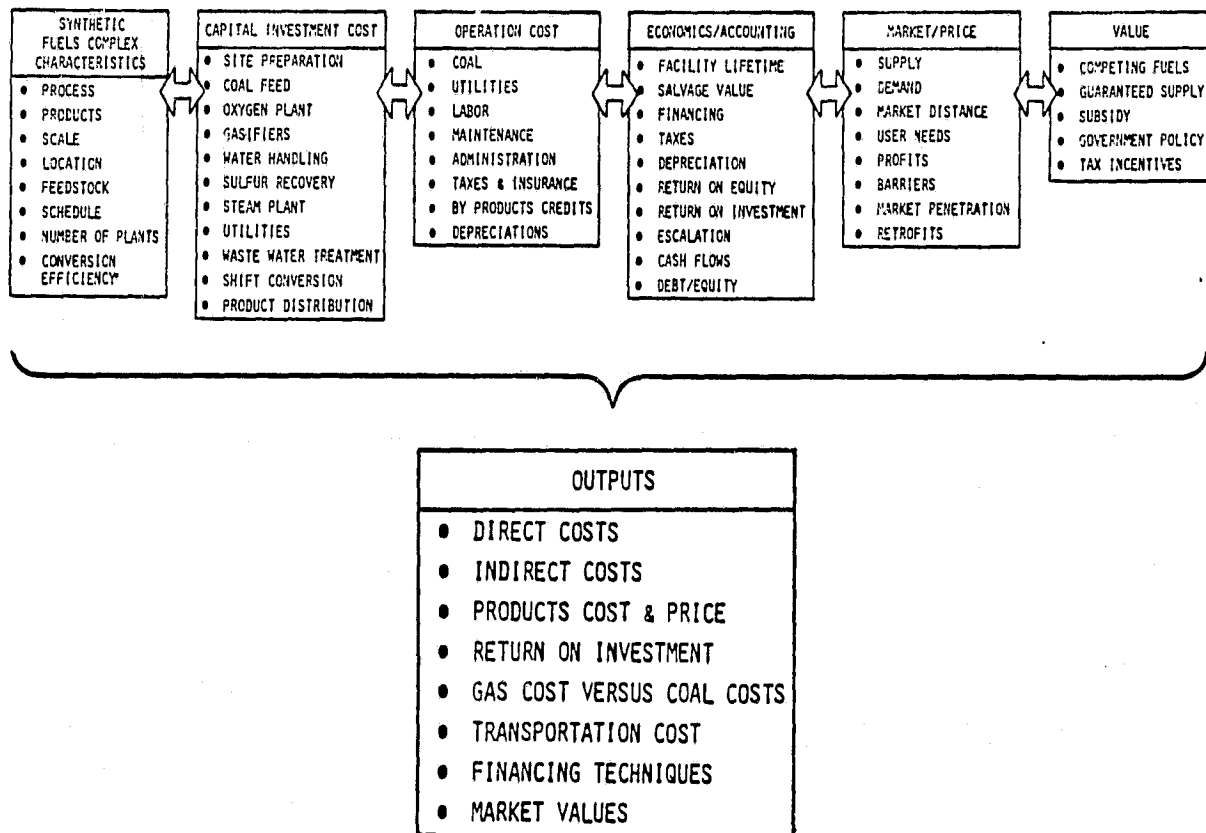 SYNTHETIC
FUELS COMPLEX
CHARACTERISTICS
• PROCESS
• PRODUCTS
• SCALE
• LOCATION
• FEEDSTOCK
• SCHEDULE
• NUMBER OF PLANTS
• CONVERSION
EFFICIENCY
CAPITAL INVESTMENT COST
• SITE PREPARATION
• COAL FEED
• OXYGEN PLANT
• GASIFIERS
• WATER HANDLING
• SULFUR RECOVERY
• STEAM PLANT
• UTILITIES
• WASTE WATER TREATMENT
• SHIFT CONVERSION
• PRODUCT DISTRIBUTION
OPERATION COST
• COAL
• UTILITIES
• LABOR
• MAINTENANCE
• ADMINISTRATION
• TAXES & INSURANCE
• BY PRODUCTS CREDITS
• DEPRECIATIONS
ECONOMICS/ACCOUNTING
• FACILITY LIFETIME
• SALVAGE VALUE
• FINANCING
• TAXES
• DEPRECIATION
• RETURN ON EQUITY
• RETURN ON INVESTMENT
• ESCALATION
• CASH FLOWS
• DEBT/EQUITY
MARKET/PRICE
• SUPPLY
• DEMAND
• MARKET DISTANCE
• USER NEEDS
• PROFITS
• BARRIERS
• MARKET PENETRATION
• RETROFITS
VALUE
• COMPETING FUELS
• GUARANTEED SUPPLY
• SUBSIDY
• GOVERNMENT POLICY
• TAX INCENTIVES
OUTPUTS
• DIRECT COSTS
• INDIRECT COSTS
• PRODUCTS COST & PRICE
• RETURN ON INVESTMENT
• GAS COST VERSUS COAL COSTS
• TRANSPORTATION COST
• FINANCING TECHNIQUES
• MARKET VALUES